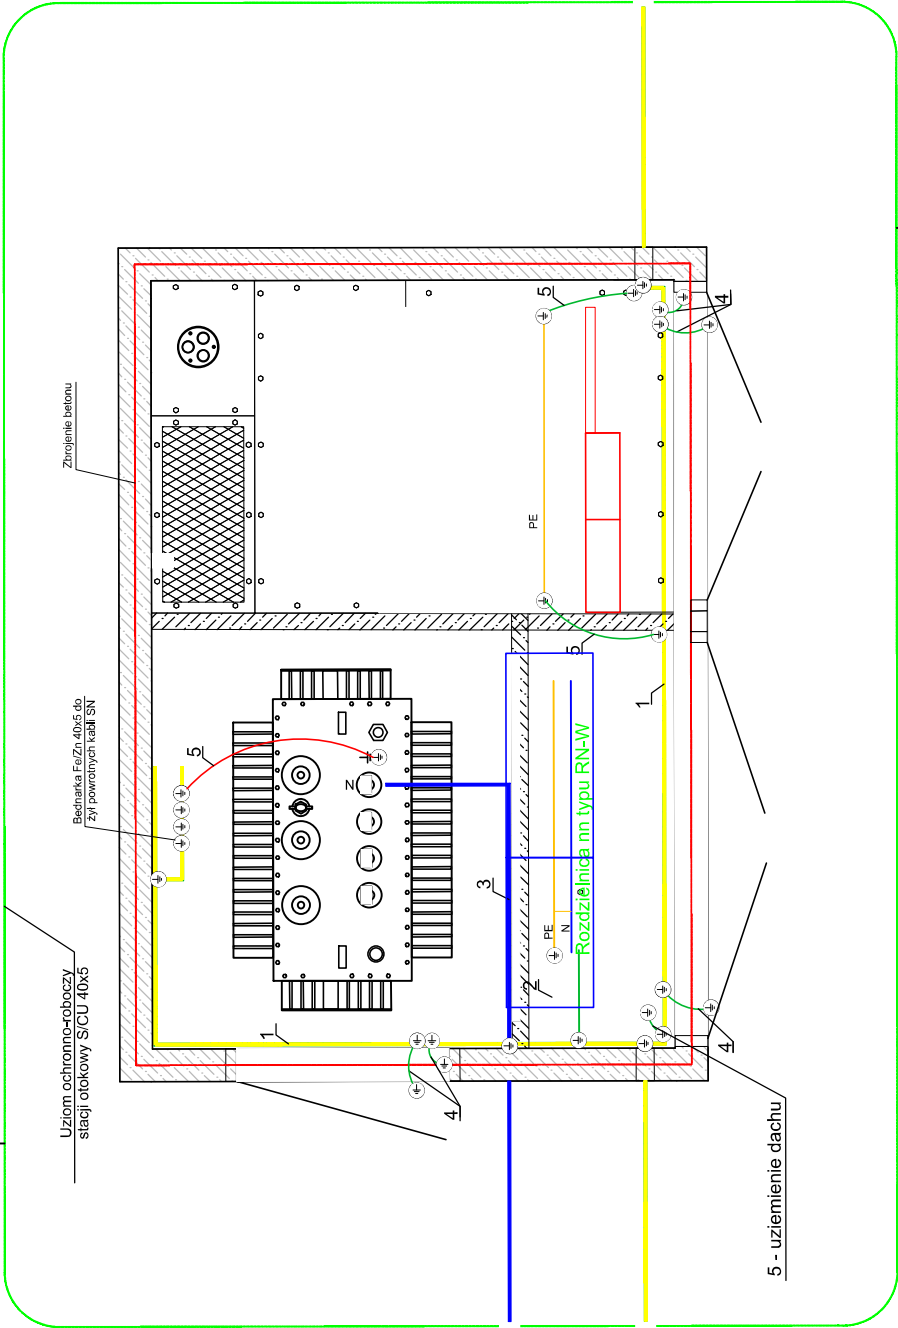 Zbrojenie betonu
Bednarka Fe/Zn 40x5 do
żył powrotnych kabli SN
Uziom ochronno-roboczy
stacji otokowy S/CU 40x5
5
4
PE
5
1
5
N
3
Rozdzielnica nn typu RN-W
PE
N
2
1
4
4
5 - uziemienie dachu